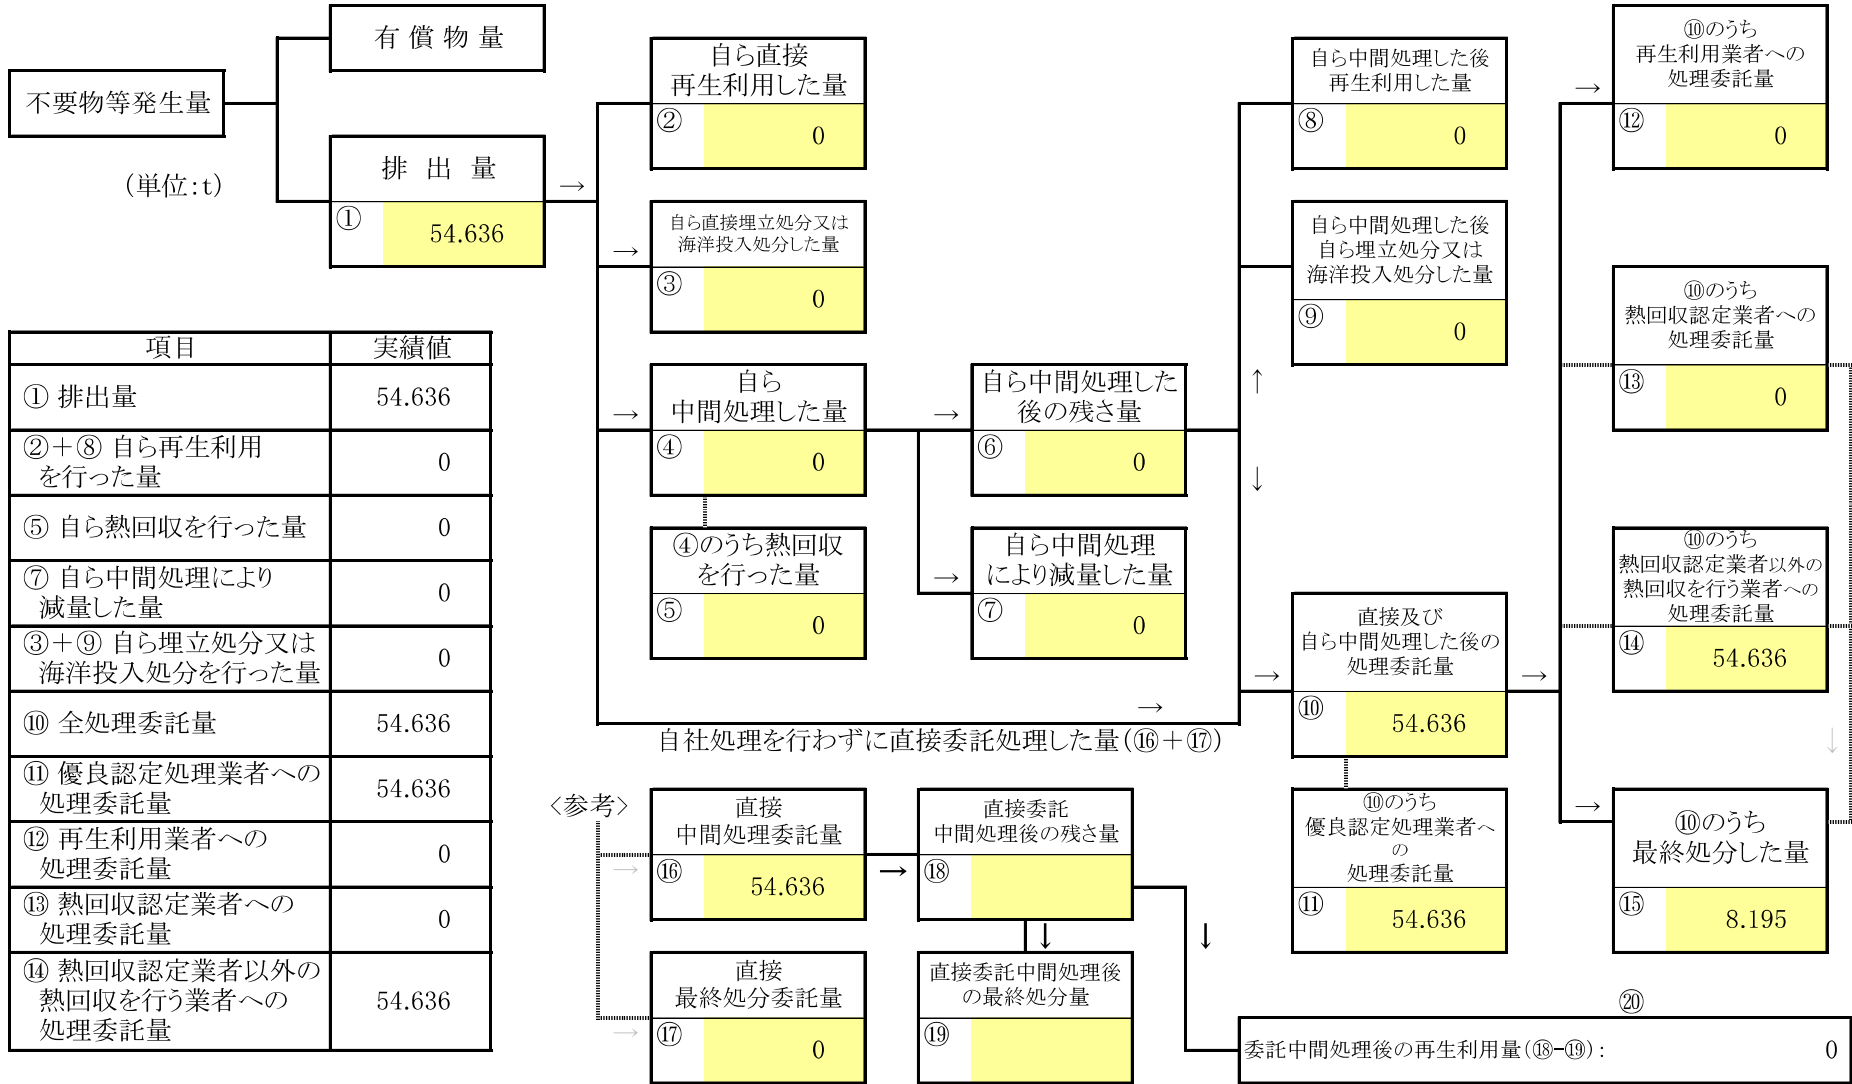 有 償 物 量
不要物等発生量
(単位:t)
排 出 量
①
54.636
→
自ら直接
再生利用した量
②
0
→
自ら直接埋立処分又は
海洋投入処分した量
③
0
→
自ら
中間処理した量
④
0
④のうち熱回収
を行った量
⑤
0
→
自ら中間処理した
後の残さ量
⑥
0
→
自ら中間処理
により減量した量
⑦
0
自ら中間処理した後
再生利用した量
⑧
0
自ら中間処理した後
自ら埋立処分又は
海洋投入処分した量
⑨
0
↑
↓
→
自社処理を行わずに直接委託処理した量(⑯+⑰)
→
直接及び
自ら中間処理した後の
処理委託量
⑩
54.636
⑩のうち
優良認定処理業者へ
の
処理委託量
⑪
54.636
→
→
⑩のうち
再生利用業者への
処理委託量
⑫
0
⑩のうち
熱回収認定業者への
処理委託量
⑬
0
⑩のうち
熱回収認定業者以外の
熱回収を行う業者への
処理委託量
⑭
54.636
↓
→
⑩のうち
最終処分した量
⑮
8.195
項目 実績値
① 排出量 54.636
②+⑧ 自ら再生利用
を行った量 0
⑤ 自ら熱回収を行った量 0
⑦ 自ら中間処理により
減量した量 0
③+⑨ 自ら埋立処分又は
海洋投入処分を行った量 0
⑩ 全処理委託量 54.636
⑪ 優良認定処理業者への
処理委託量 54.636
⑫ 再生利用業者への
処理委託量 0
⑬ 熱回収認定業者への
処理委託量 0
⑭ 熱回収認定業者以外の
熱回収を行う業者への
処理委託量 54.636
<参考>
→
直接
中間処理委託量
⑯
54.636
→
直接
最終処分委託量
⑰
0
→
直接委託
中間処理後の残さ量
⑱
↓
直接委託中間処理後
の最終処分量
⑲
↓
⑳
委託中間処理後の再生利用量(⑱-⑲): 0